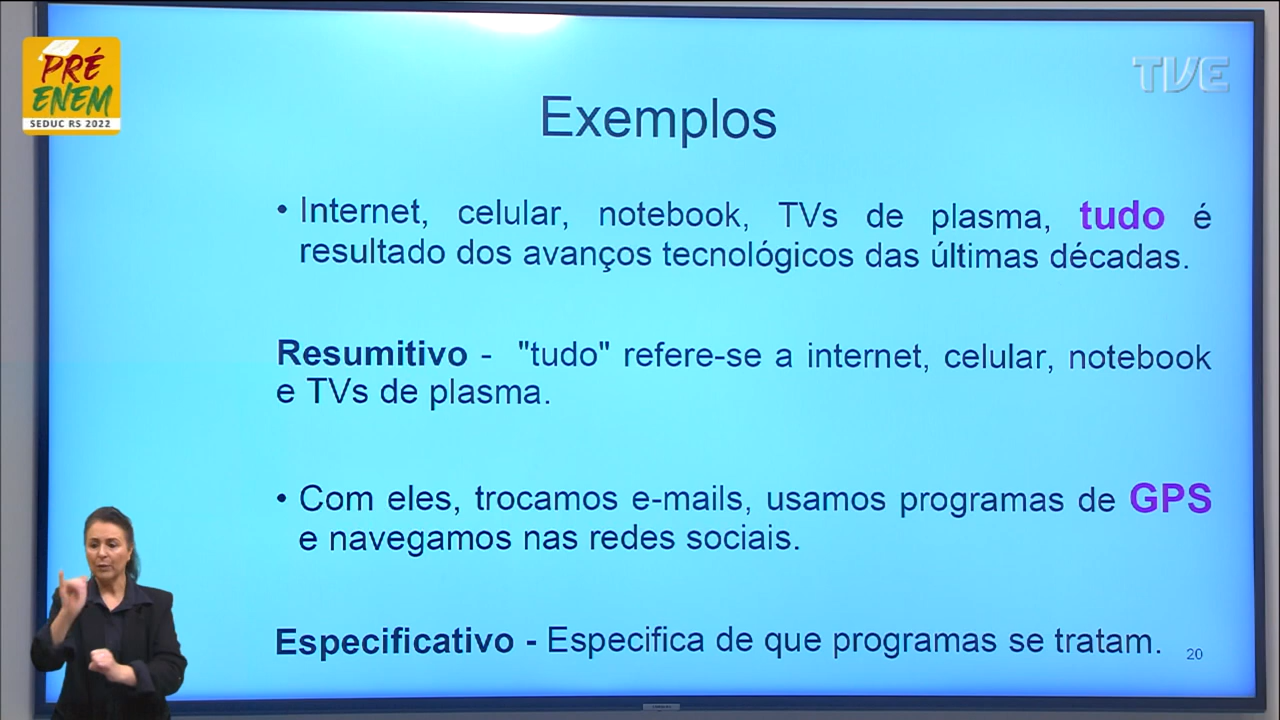 PRÉ
ENEM
SEDUC RS 2022
TVE
Exemplos
• Internet, celular, notebook, TVs de plasma, tudo é
resultado dos avanços tecnológicos das últimas décadas.
Resumitivo - "tudo" refere-se a internet, celular, notebook
e TVs de plasma.
• Com eles, trocamos e-mails, usamos programas de GPS
e navegamos nas redes sociais.
Especificativo - Especifica de que programas se tratam.
20